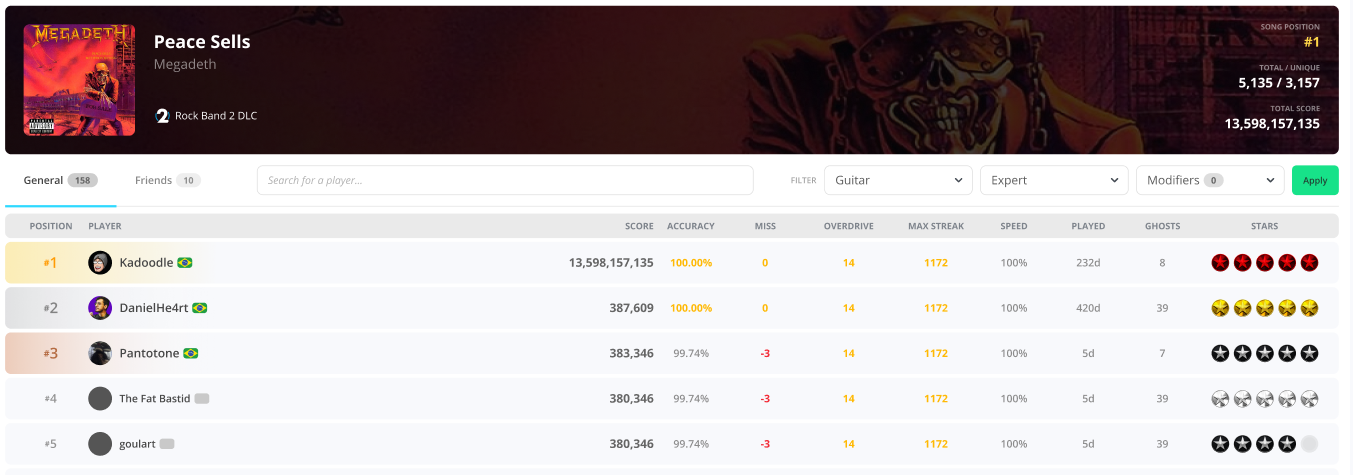 MEGADETH
Peace Sells
Megadeth
2 Rock Band 2 DLC
SONG POSITION
#1
TOTAL / UNIQUE
5,135 / 3,157
TOTAL SCORE
13,598,157,135
General 158 Friends 10 Search for a player... FILTER Guitar Expert Modifiers 0 Apply
POSITION PLAYER SCORE ACCURACY MISS OVERDRIVE MAX STREAK SPEED PLAYED GHOSTS STARS
#1 Kadoodle 13,598,157,135 100.00% 0 14 1172 100% 232d 8
#2 DanielHe4rt 387,609 100.00% 0 14 1172 100% 420d 39
#3 Pantotone 383,346 99.74% -3 14 1172 100% 5d 7
#4 The Fat Bastid 380,346 99.74% -3 14 1172 100% 5d 39
#5 goulart 380,346 99.74% -3 14 1172 100% 5d 39